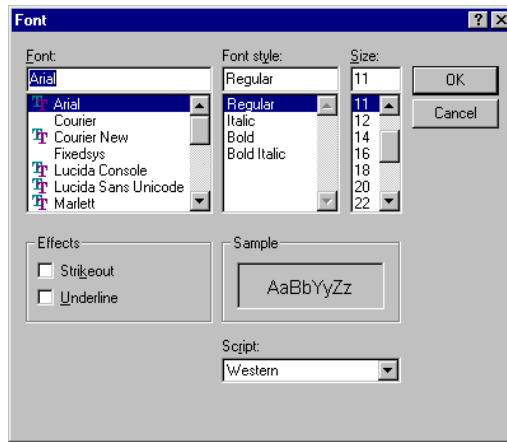 Font
Font: Font style: Size:
Arial Regular 11
Arial Regular 11
Courier Italic 12
Courier New Bold 14
Fixedsys Bold Italic 16
Lucida Console 18
Lucida Sans Unicode 20
Marlett 22
OK
Cancel
Effects
Strikeout
Underline
Sample
AaBbYyZz
Script:
Western